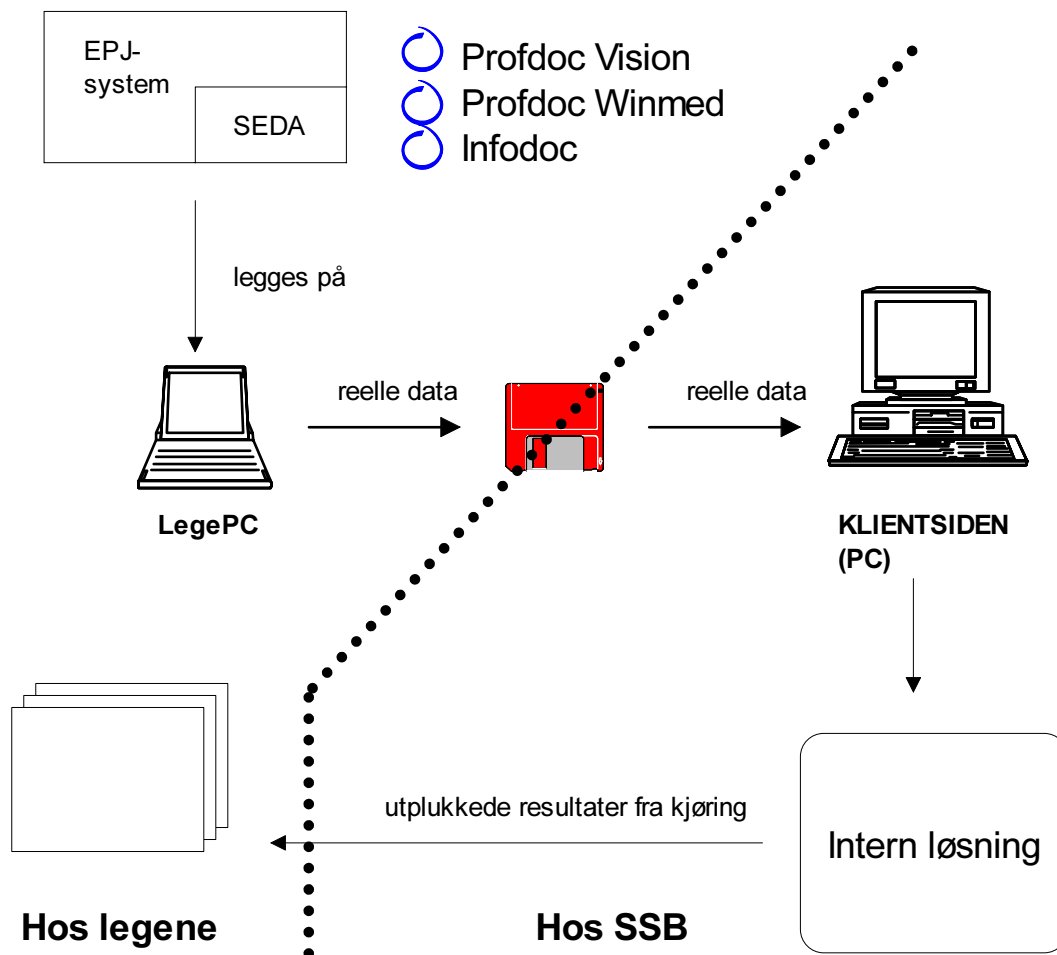 EPJ-
system
SEDA
Profdoc Vision
Profdoc Winmed
Infodoc
legges på
reelle data
reelle data
LegePC
KLIENTSIDEN
(PC)
utplukkede resultater fra kjøring
Intern løsning
Hos legene
Hos SSB